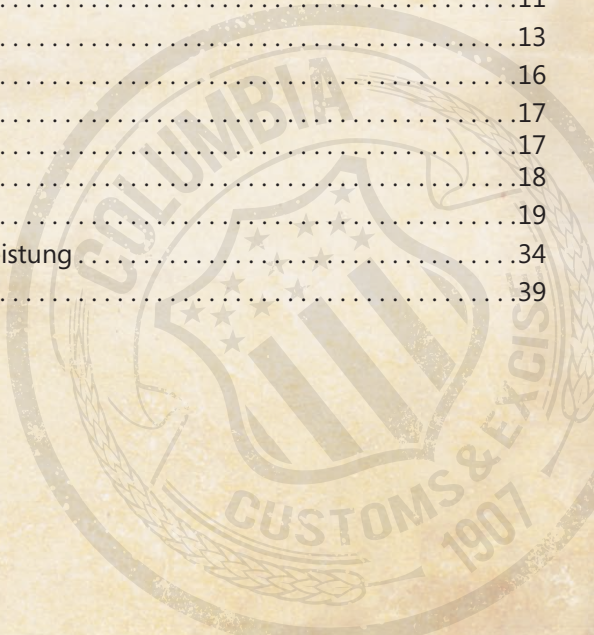 . . . . . . . . . . . . . . . . . . . . . . . . . . . . . . . . . . . . . . . . .11
. . . . . . . . . . . . . . . . . . . . . . . . . . . . . . . . . . . . . . . . .13
. . . . . . . . . . . . . . . . . . . . . . . . . . . . . . . . . . . . . . . . .16
. . . . . . . . . . . . . . . . . . . . . . . . . . . . . . . . . . . . . . . . .17
. . . . . . . . . . . . . . . . . . . . . . . . . . . . . . . . . . . . . . . . .17
. . . . . . . . . . . . . . . . . . . . . . . . . . . . . . . . . . . . . . . . .18
. . . . . . . . . . . . . . . . . . . . . . . . . . . . . . . . . . . . . . . . .19
istung . . . . . . . . . . . . . . . . . . . . . . . . . . . . . . . . . . .34
. . . . . . . . . . . . . . . . . . . . . . . . . . . . . . . . . . . . . . . . .39
COLUMBIA
CUSTOMS & EXCISE
1907